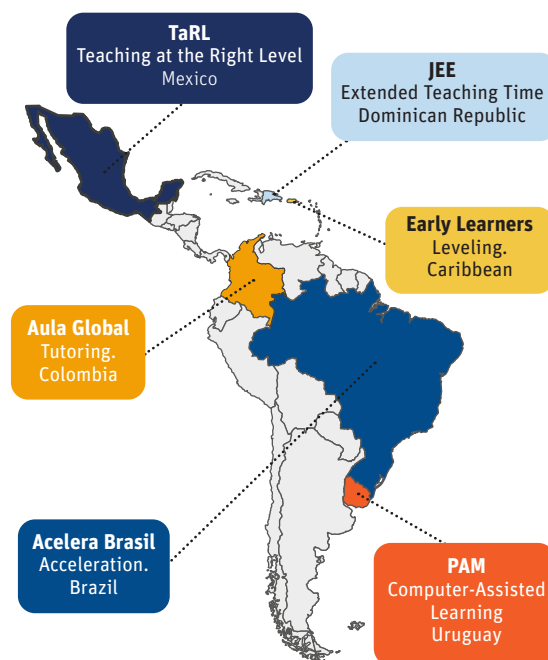 TaRL
Teaching at the Right Level
Mexico
JEE
Extended Teaching Time
Dominican Republic
Early Learners
Leveling.
Caribbean
Aula Global
Tutoring.
Colombia
Acelera Brasil
Acceleration.
Brazil
PAM
Computer-Assisted
Learning
Uruguay